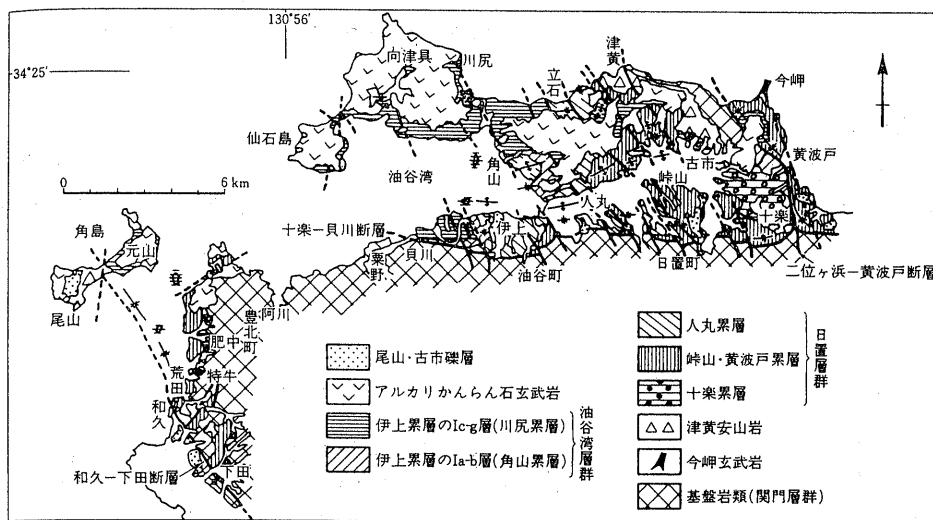 130°56′
34°25′
向津具
川尻
立石
津黄
今岬
仙石島
角山
油谷湾
古市
黄波戸
峠山
人丸
十楽
0 6 km
角島
元山
尾山
十楽－貝川断層
貝川
粟野
伊上
油谷町
日置町
二位ヶ浜－黄波戸断層
阿川
豊北町
肥中
特牛
荒田
和久
下田
和久－下田断層
尾山・古市礫層
アルカリかんらん石玄武岩
伊上累層のIc-g層(川尻累層)
伊上累層のIa-b層(角山累層)
油谷湾層群
人丸累層
峠山・黄波戸累層
十楽累層
日置層群
津黄安山岩
今岬玄武岩
基盤岩類(関門層群)